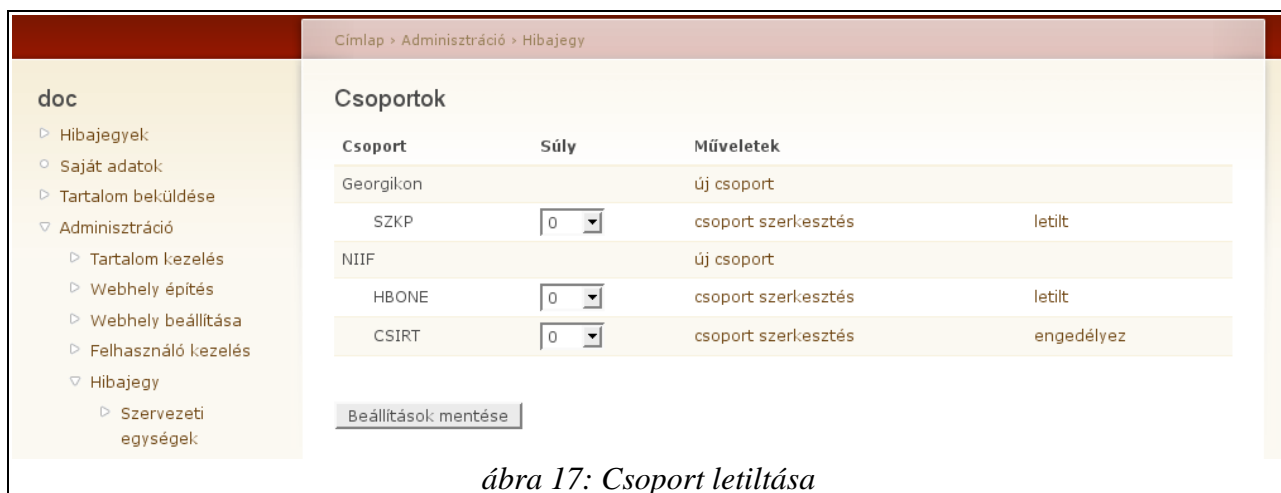 Címlap › Adminisztráció › Hibajegy
doc
Hibajegyek
Saját adatok
Tartalom beküldése
Adminisztráció
Tartalom kezelés
Webhely építés
Webhely beállítása
Felhasználó kezelés
Hibajegy
Szervezeti
egységek
Csoportok
Csoport Súly Műveletek
Georgikon új csoport
SZKP 0 csoport szerkesztés letilt
NIIF új csoport
HBONE 0 csoport szerkesztés letilt
CSIRT 0 csoport szerkesztés engedélyez
Beállítások mentése
ábra 17: Csoport letiltása